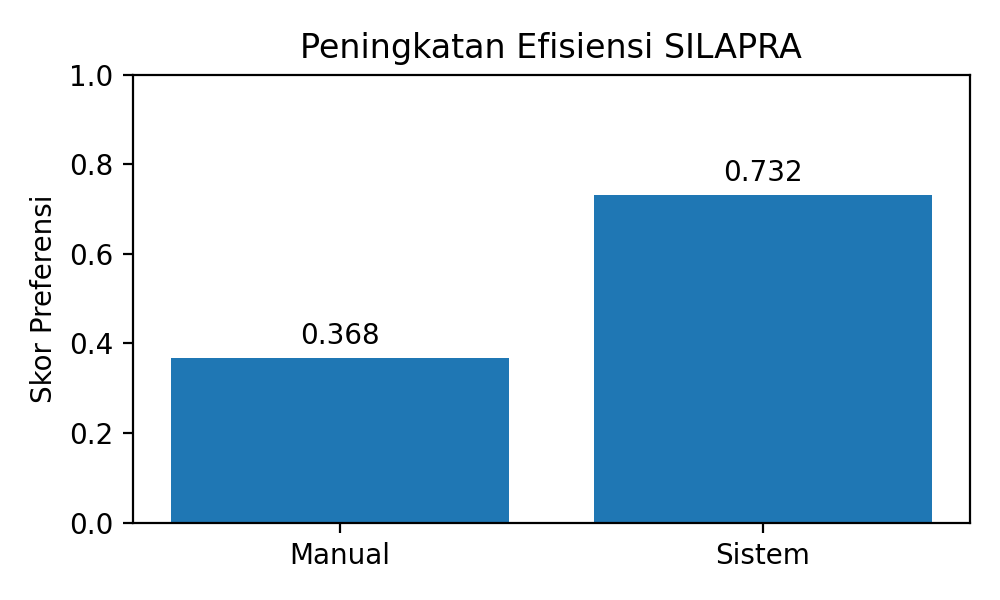 Peningkatan Efisiensi SILAPRA
Skor Preferensi
1.0
0.8
0.6
0.4
0.2
0.0
0.368
0.732
Manual
Sistem